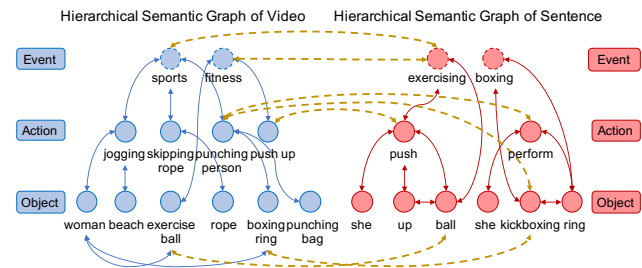 Hierarchical Semantic Graph of Video Hierarchical Semantic Graph of Sentence
Event Event
sports fitness exercising boxing
Action Action
jogging skipping rope punching person push up push perform
Object Object
woman beach exercise ball rope boxing ring punching bag she up ball she kickboxing ring